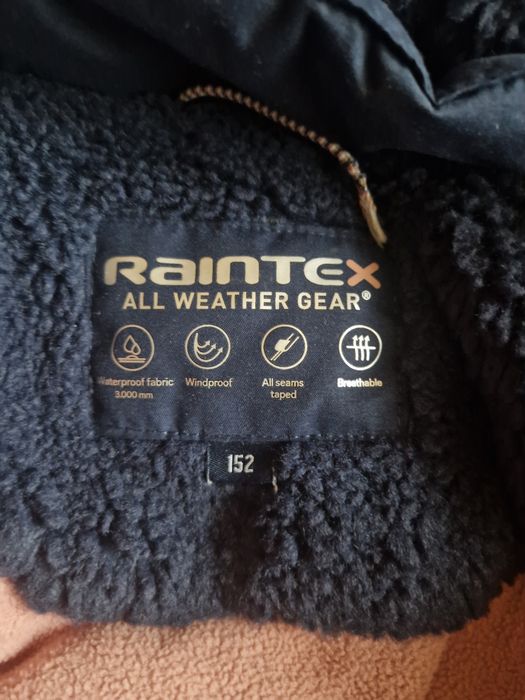 RAINTEX
ALL WEATHER GEAR®
Waterproof fabric
3.000 mm
Windproof
All seams
taped
Breathable
152